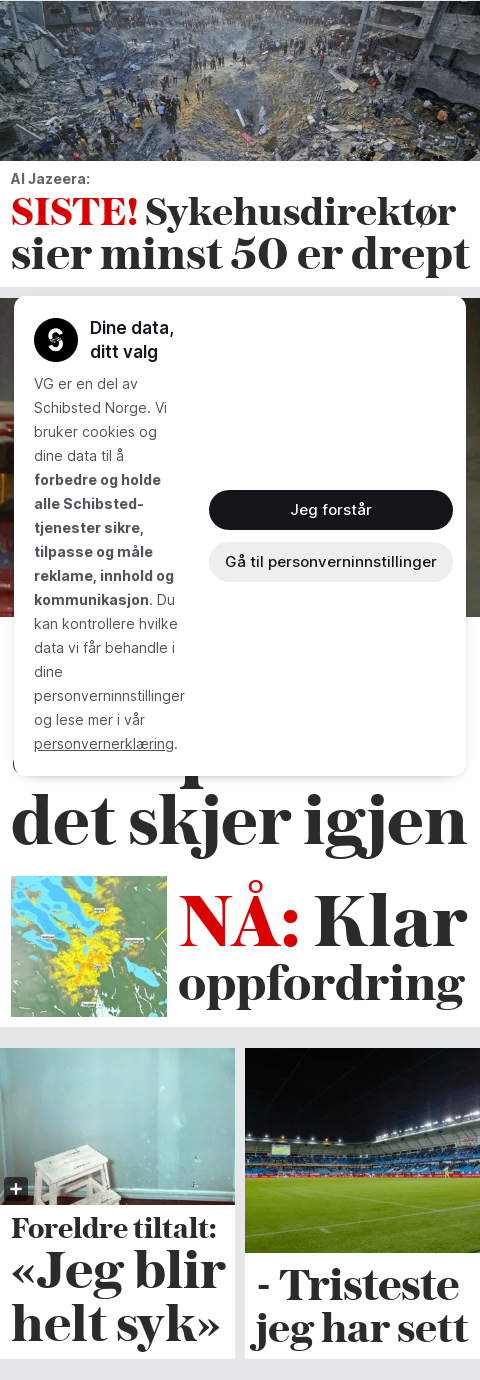 Al Jazeera:
SISTE! Sykehusdirektør
sier minst 50 er drept
Dine data,
ditt valg
VG er en del av
Schibsted Norge. Vi
bruker cookies og
dine data til å
forbedre og holde
alle Schibsted-
tjenester sikre,
tilpasse og måle
reklame, innhold og
kommunikasjon. Du
kan kontrollere hvilke
data vi får behandle i
dine
personverninnstillinger
og lese mer i vår
personvernerklæring.
Jeg forstår
Gå til personverninnstillinger
det skjer igjen
NÅ: Klar
oppfordring
Foreldre tiltalt:
«Jeg blir
helt syk»
- Tristeste
jeg har sett